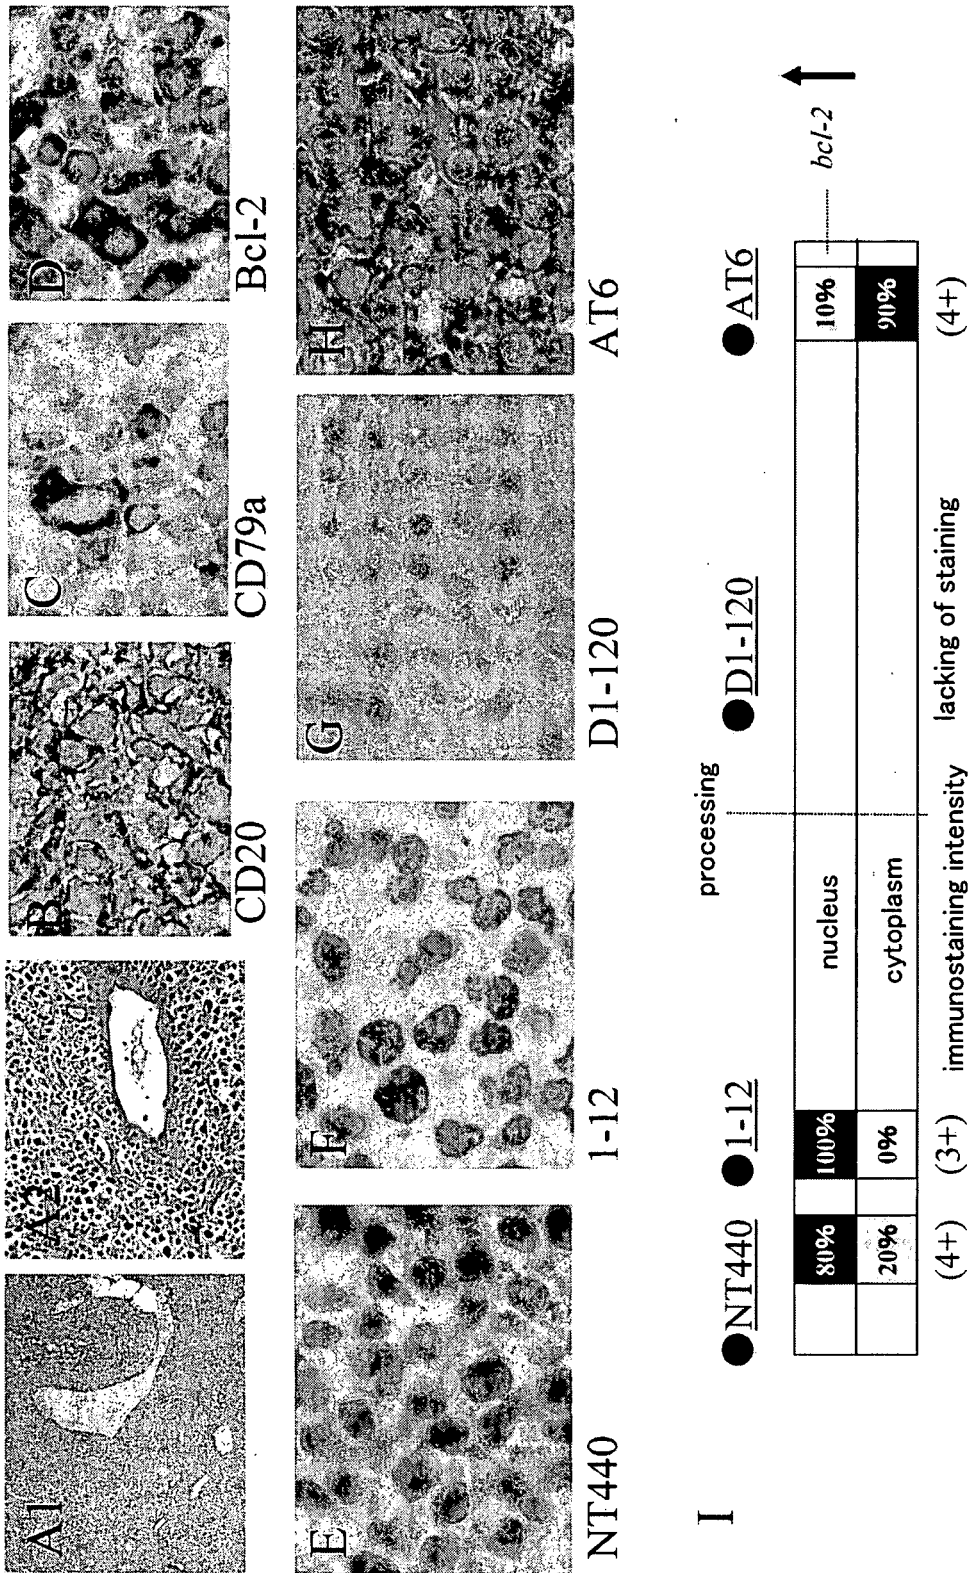 A1
A2
B
C
D
CD20
CD79a
Bcl-2
E
F
G
H
NT440
1-12
D1-120
AT6
I
processing
NT440
1-12
D1-120
AT6
80%
100%
nucleus
10%
bcl-2
20%
0%
cytoplasm
90%
(4+)
(3+)
immunostaining intensity
lacking of staining
(4+)